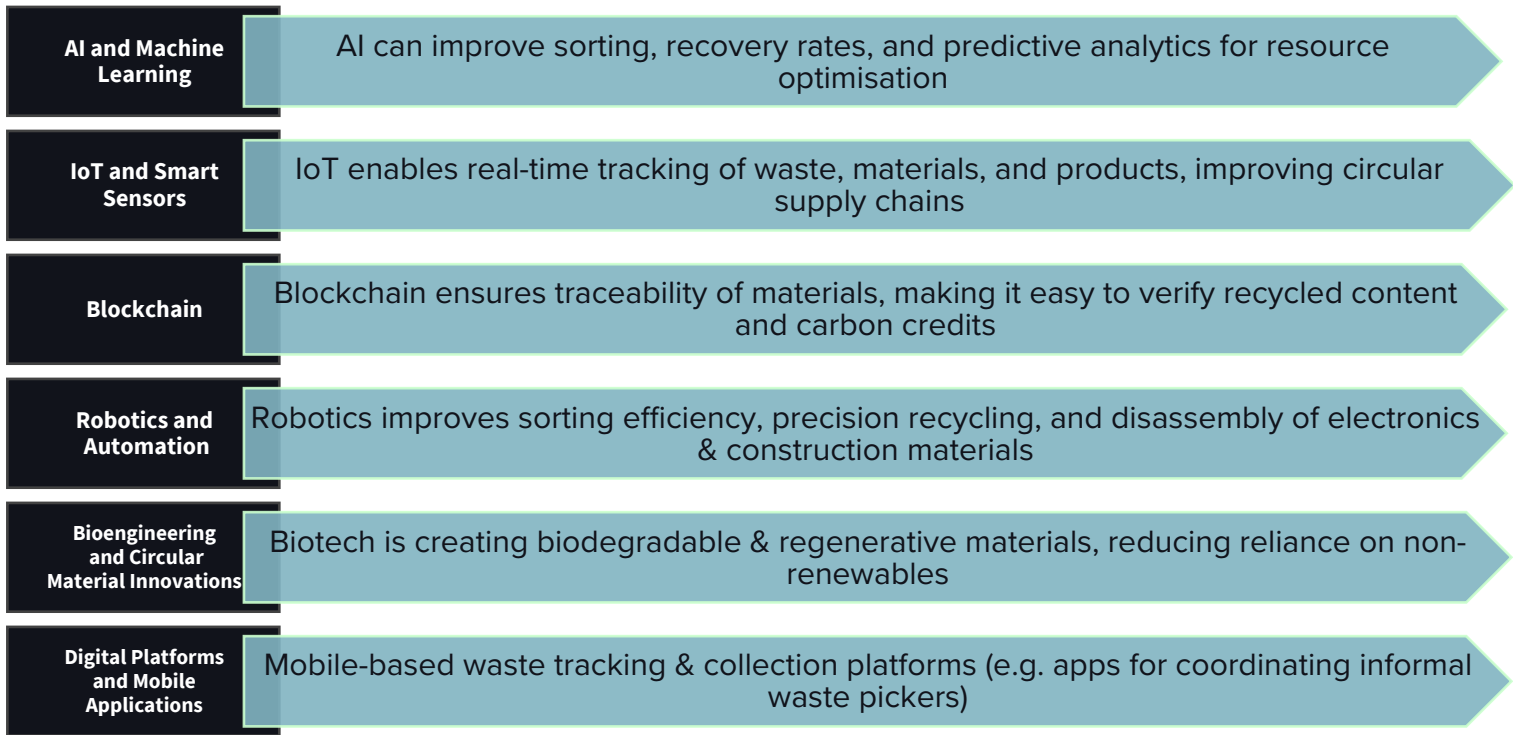 AI and Machine
Learning
AI can improve sorting, recovery rates, and predictive analytics for resource
optimisation
IoT and Smart
Sensors
IoT enables real-time tracking of waste, materials, and products, improving circular
supply chains
Blockchain
Blockchain ensures traceability of materials, making it easy to verify recycled content
and carbon credits
Robotics and
Automation
Robotics improves sorting efficiency, precision recycling, and disassembly of electronics
& construction materials
Bioengineering
and Circular
Material Innovations
Biotech is creating biodegradable & regenerative materials, reducing reliance on non-
renewables
Digital Platforms
and Mobile
Applications
Mobile-based waste tracking & collection platforms (e.g. apps for coordinating informal
waste pickers)